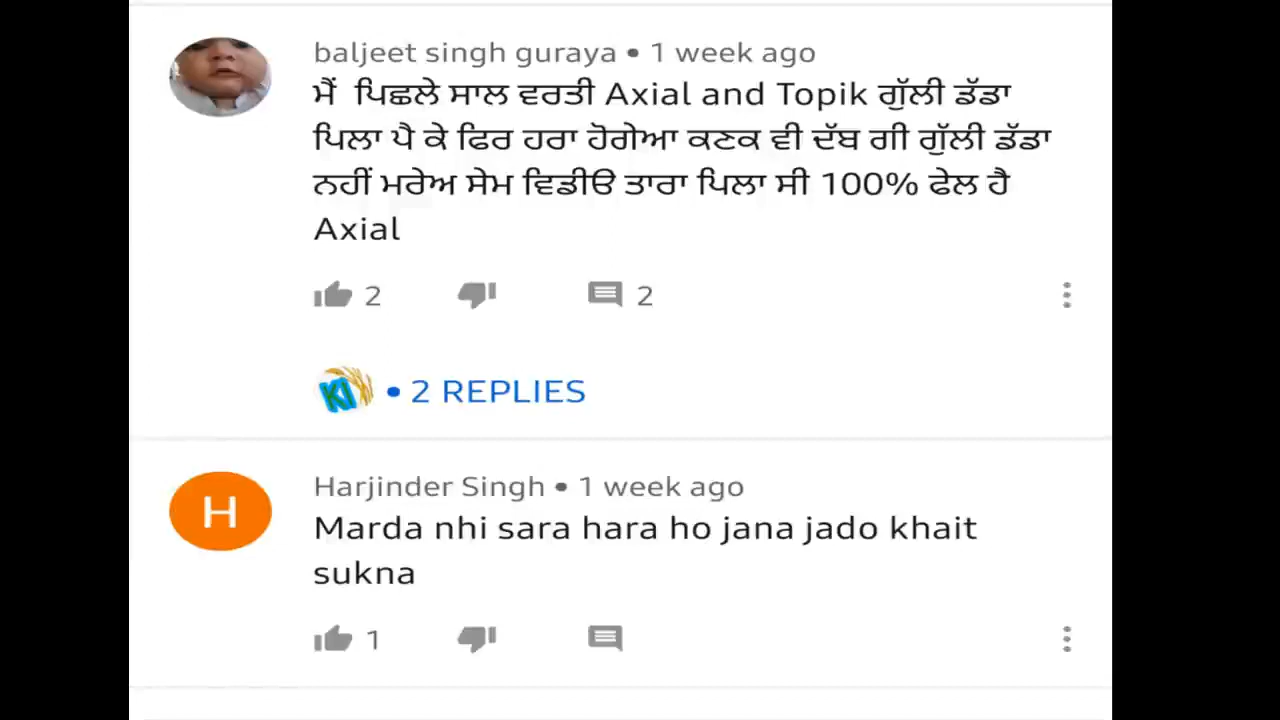 baljeet singh guraya • 1 week ago
ਮੈਂ ਪਿਛਲੇ ਸਾਲ ਵਰਤੀ Axial and Topik ਗੁੱਲੀ ਡੱਡਾ
ਪਿਲਾ ਪੈ ਕੇ ਫਿਰ ਹਰਾ ਹੋਗੇਆ ਕਣਕ ਵੀ ਦੱਬ ਗੀ ਗੁੱਲੀ ਡੱਡਾ
ਨਹੀਂ ਮਰੇਅ ਸੇਮ ਵਿਡੀੳ ਤਾਰਾ ਪਿਲਾ ਸੀ 100% ਫੇਲ ਹੈ
Axial
2 2
KI • 2 REPLIES
H
Harjinder Singh • 1 week ago
Marda nhi sara hara ho jana jado khait
sukna
1